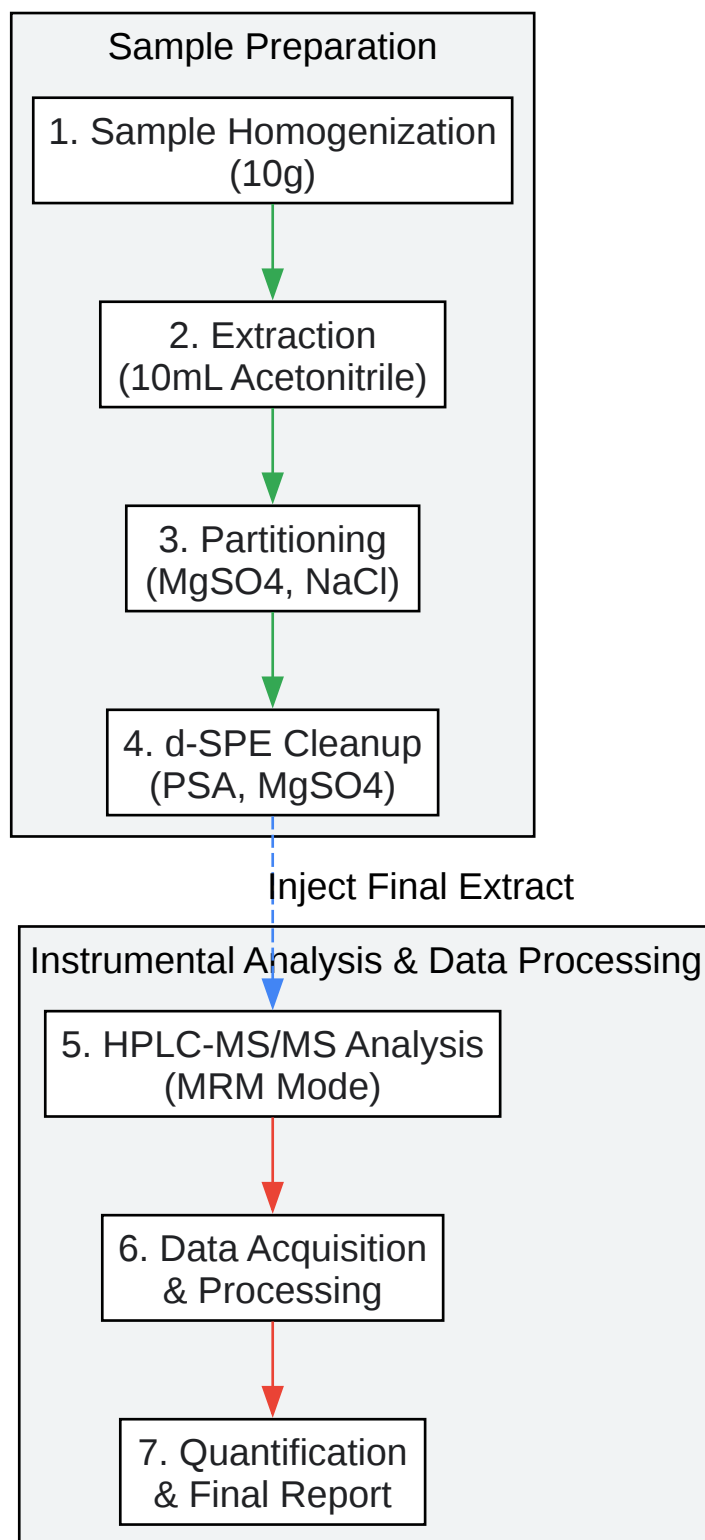 Sample Preparation
1. Sample Homogenization
(10g)
2. Extraction
(10mL Acetonitrile)
3. Partitioning
(MgSO4, NaCl)
4. d-SPE Cleanup
(PSA, MgSO4)
Inject Final Extract
Instrumental Analysis & Data Processing
5. HPLC-MS/MS Analysis
(MRM Mode)
6. Data Acquisition
& Processing
7. Quantification
& Final Report